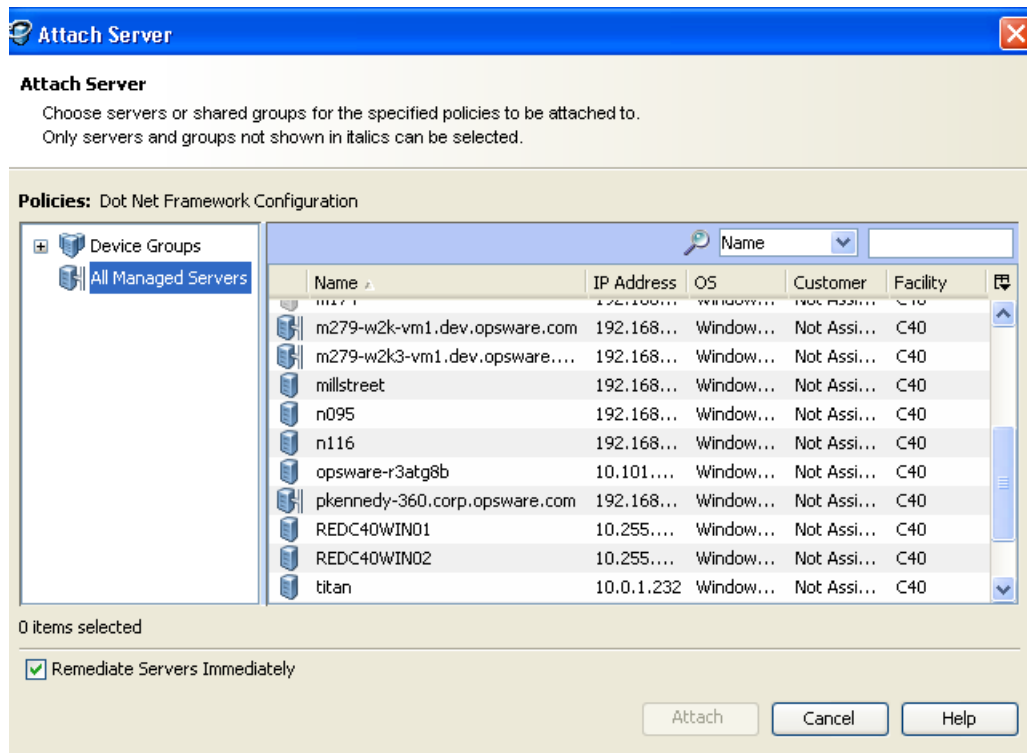 Attach Server
Attach Server
Choose servers or shared groups for the specified policies to be attached to.
Only servers and groups not shown in italics can be selected.
Policies: Dot Net Framework Configuration
Device Groups
All Managed Servers
Name
Name IP Address OS Customer Facility
m279-w2k-vm1.dev.opsware.com 192.168... Window... Not Assi... C40
m279-w2k3-vm1.dev.opsware.... 192.168... Window... Not Assi... C40
millstreet 192.168... Window... Not Assi... C40
n095 192.168... Window... Not Assi... C40
n116 192.168... Window... Not Assi... C40
opsware-r3atg8b 10.101.... Window... Not Assi... C40
pkennedy-360.corp.opsware.com 192.168... Window... Not Assi... C40
REDC40WIN01 10.255.... Window... Not Assi... C40
REDC40WIN02 10.255.... Window... Not Assi... C40
titan 10.0.1.232 Window... Not Assi... C40
0 items selected
Remediate Servers Immediately
Attach Cancel Help